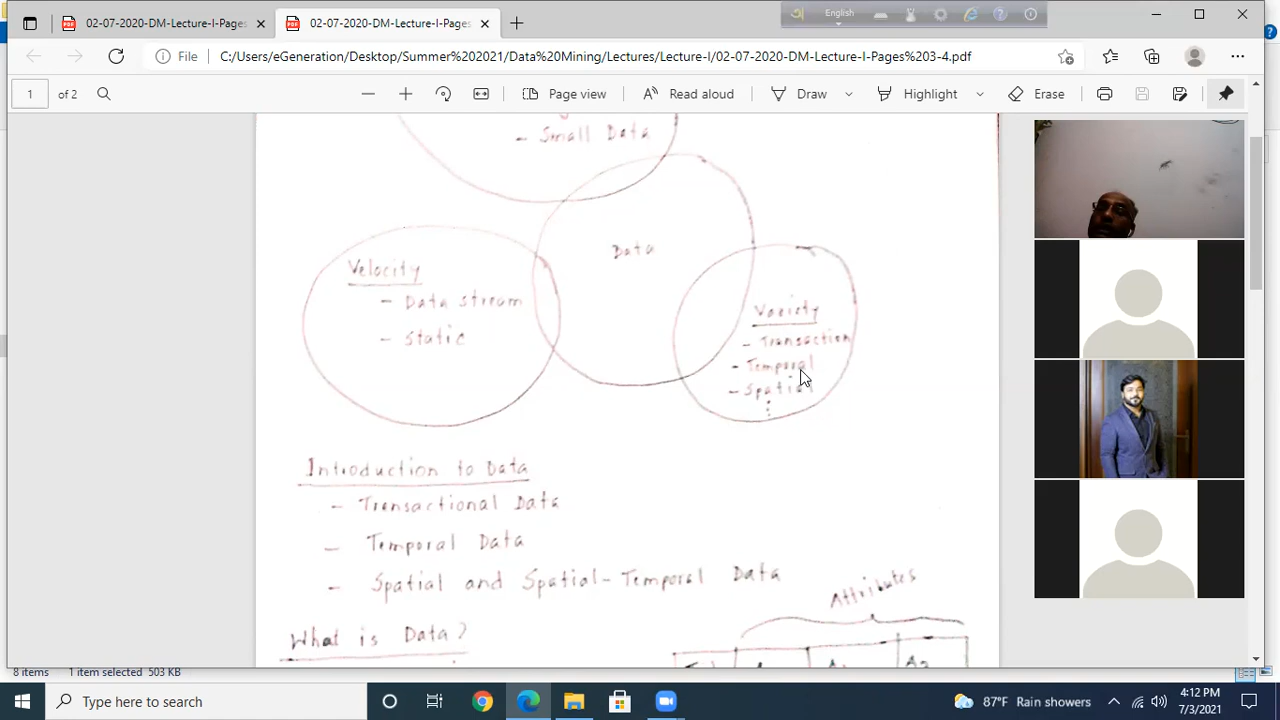 02-07-2020-DM-Lecture-I-Pages
02-07-2020-DM-Lecture-I-Pages
English
File
C:/Users/eGeneration/Desktop/Summer%202021/Data%20Mining/Lectures/Lecture-I/02-07-2020-DM-Lecture-I-Pages%203-4.pdf
1 of 2
Page view
Read aloud
Draw
Highlight
Erase
- Small Data
Data
Velocity
- Data stream
- Static
Variety
- Transaction
- Temporal
- Spatial
Introduction to Data
- Transactional Data
- Temporal Data
- Spatial and Spatial-Temporal Data
Attributes
What is Data?
8 items 1 item selected 503 KB
Type here to search
87°F Rain showers
4:12 PM
7/3/2021